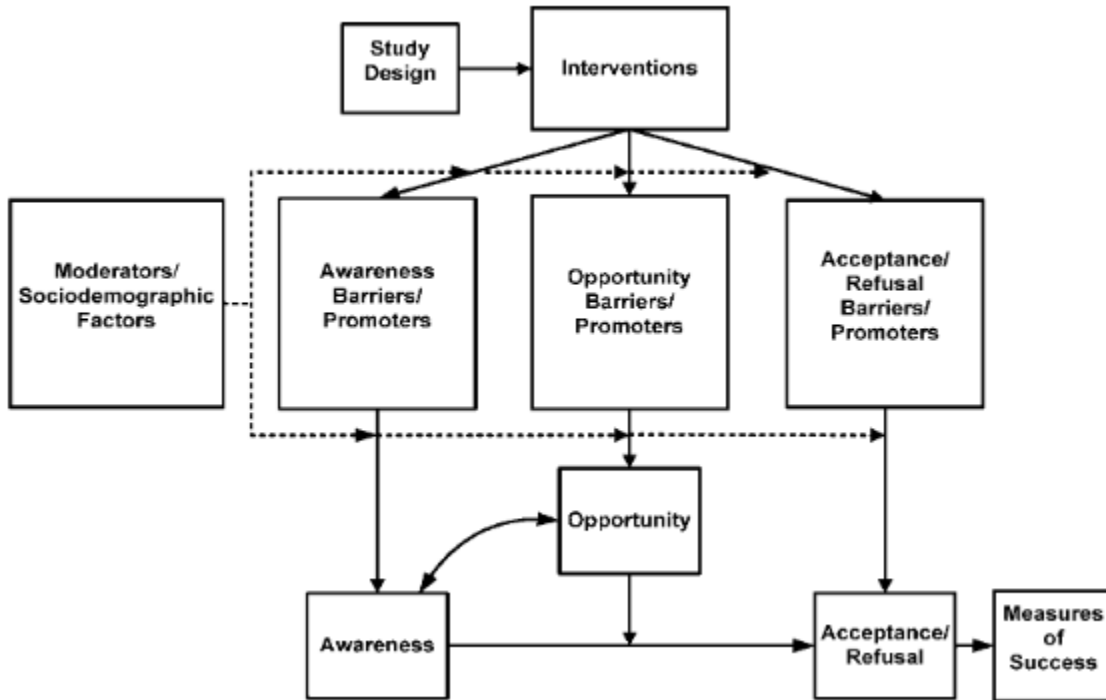 Study
Design
Interventions
Moderators/
Sociodemographic
Factors
Awareness
Barriers/
Promoters
Opportunity
Barriers/
Promoters
Acceptance/
Refusal
Barriers/
Promoters
Opportunity
Awareness
Acceptance/
Refusal
Measures
of
Success